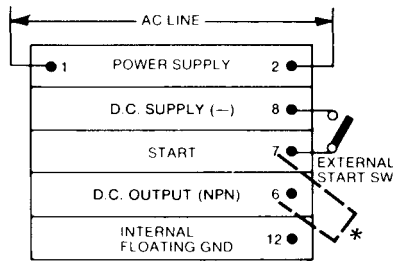 AC LINE
1 POWER SUPPLY 2
D.C. SUPPLY (—) 8
START 7
EXTERNAL
START SW
D.C. OUTPUT (NPN) 6
*
INTERNAL
FLOATING GND 12